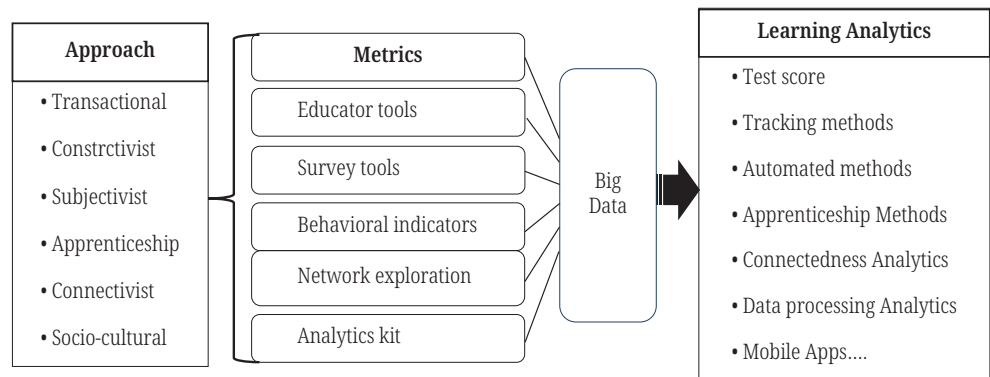 Approach
• Transactional
• Constrctivist
• Subjectivist
• Apprenticeship
• Connectivist
• Socio-cultural
Metrics
Educator tools
Survey tools
Behavioral indicators
Network exploration
Analytics kit
Big
Data
Learning Analytics
• Test score
• Tracking methods
• Automated methods
• Apprenticeship Methods
• Connectedness Analytics
• Data processing Analytics
• Mobile Apps....